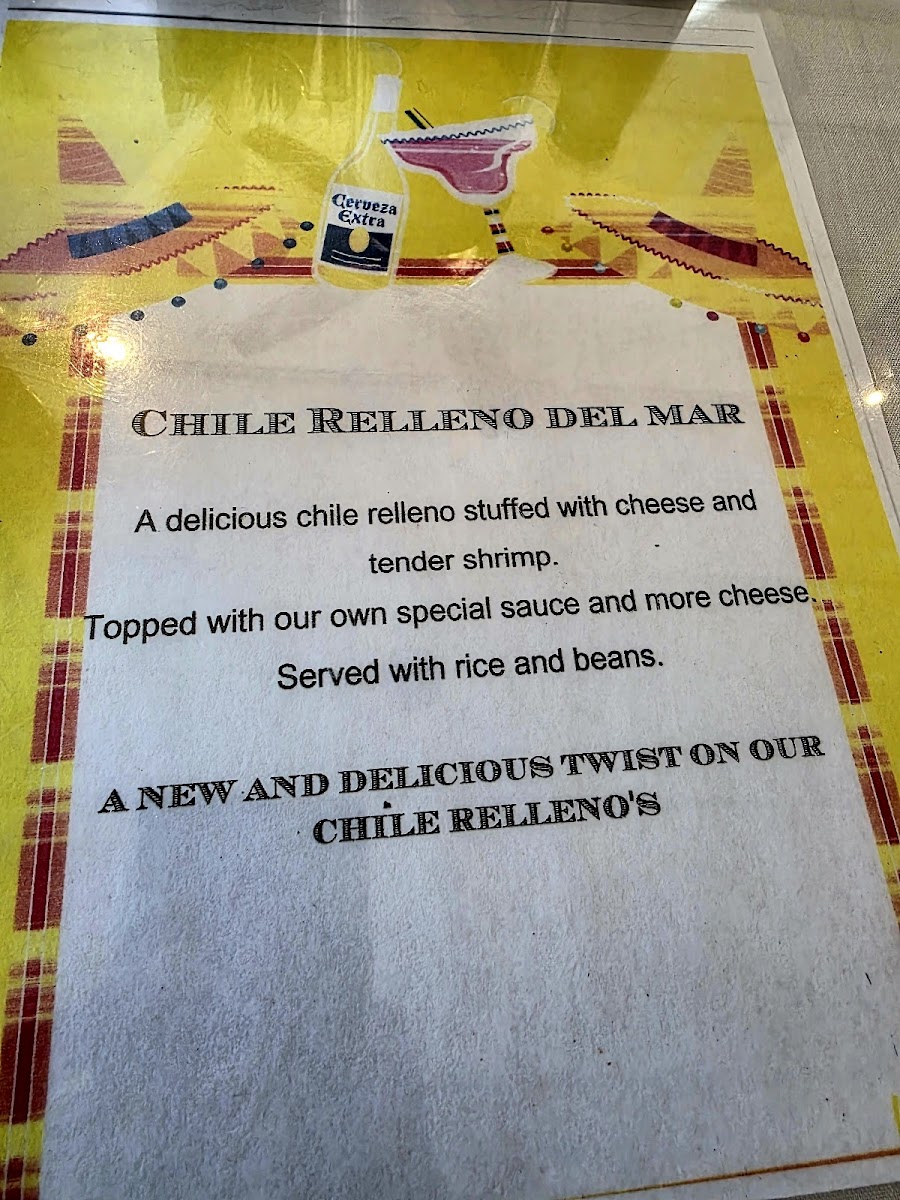 Cerveza
Extra
CHILE RELLENO DEL MAR
A delicious chile relleno stuffed with cheese and
tender shrimp.
Topped with our own special sauce and more cheese.
Served with rice and beans.
A NEW AND DELICIOUS TWIST ON OUR
CHILE RELLENO'S